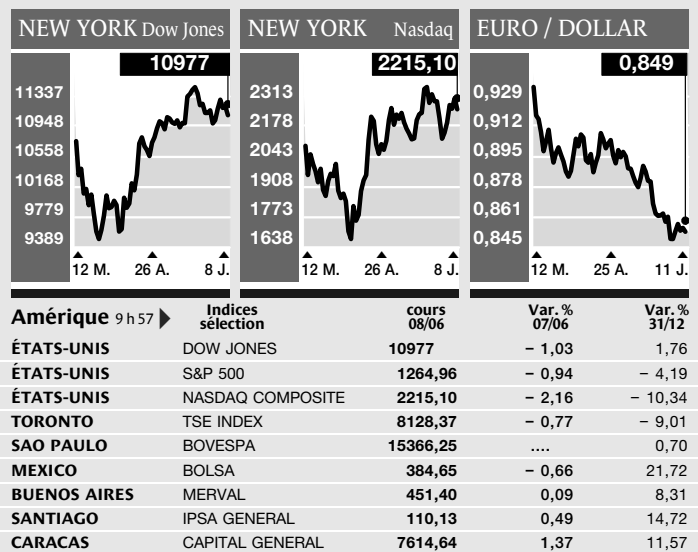 NEW YORK Dow Jones
10977
11337
10948
10558
10168
9779
9389
12 M. 26 A. 8 J.
NEW YORK Nasdaq
2215,10
2313
2178
2043
1908
1773
1638
12 M. 26 A. 8 J.
EURO / DOLLAR
0,849
0,929
0,912
0,895
0,878
0,861
0,845
12 M. 25 A. 11 J.
Amérique 9h57 Indices sélection cours 08/06 Var. % 07/06 Var. % 31/12
ÉTATS-UNIS DOW JONES 10977 – 1,03 1,76
ÉTATS-UNIS S&P 500 1264,96 – 0,94 – 4,19
ÉTATS-UNIS NASDAQ COMPOSITE 2215,10 – 2,16 – 10,34
TORONTO TSE INDEX 8128,37 – 0,77 – 9,01
SAO PAULO BOVESPA 15366,25 .... 0,70
MEXICO BOLSA 384,65 – 0,66 21,72
BUENOS AIRES MERVAL 451,40 0,09 8,31
SANTIAGO IPSA GENERAL 110,13 0,49 14,72
CARACAS CAPITAL GENERAL 7614,64 1,37 11,57